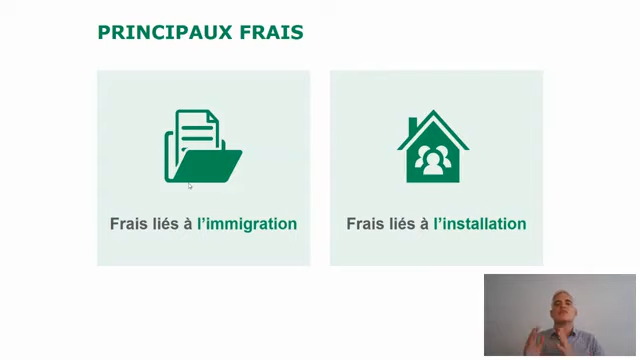 PRINCIPAUX FRAIS
Frais liés à l’immigration
Frais liés à l’installation